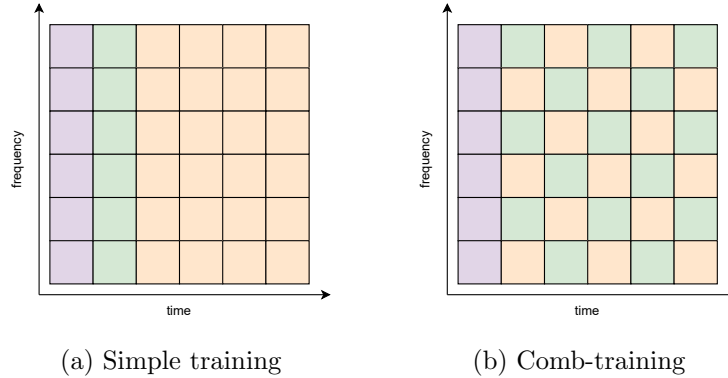 frequency
time
(a) Simple training
frequency
time
(b) Comb-training